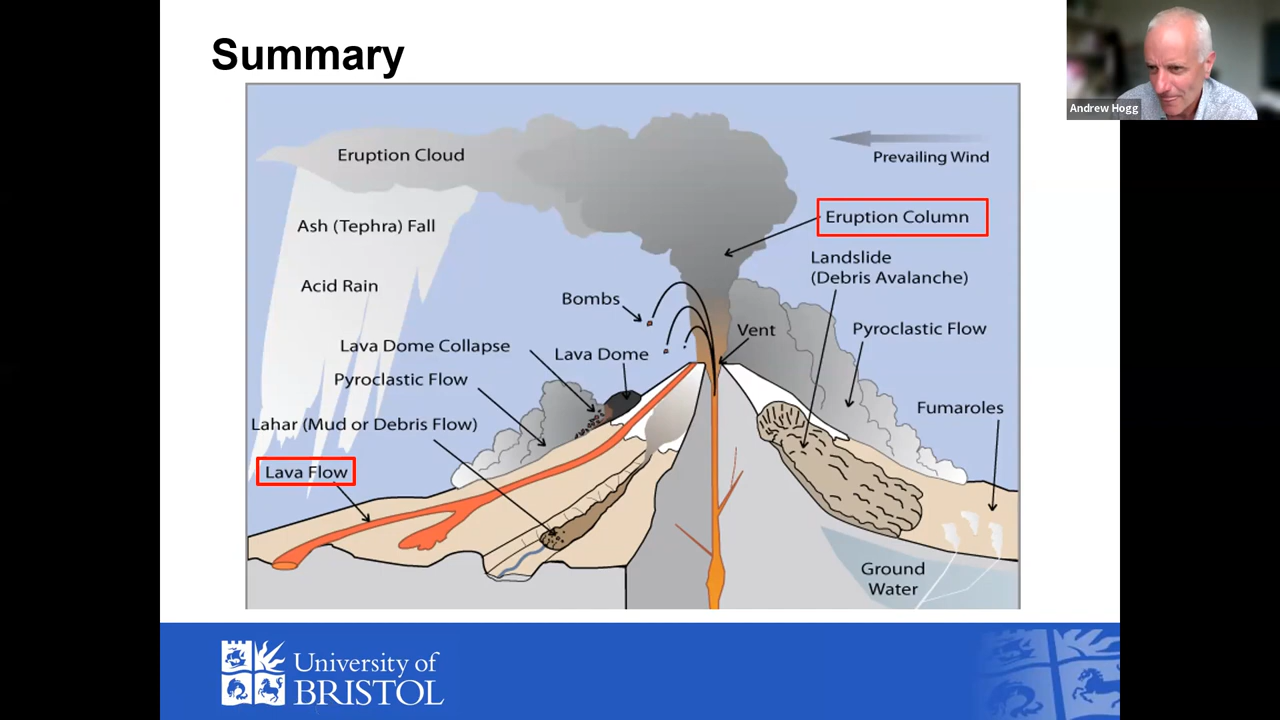 Summary
Andrew Hogg
Eruption Cloud
Prevailing Wind
Ash (Tephra) Fall
Eruption Column
Landslide
(Debris Avalanche)
Acid Rain
Bombs
Vent
Pyroclastic Flow
Lava Dome Collapse
Lava Dome
Pyroclastic Flow
Fumaroles
Lahar (Mud or Debris Flow)
Lava Flow
Ground
Water
University of
BRISTOL